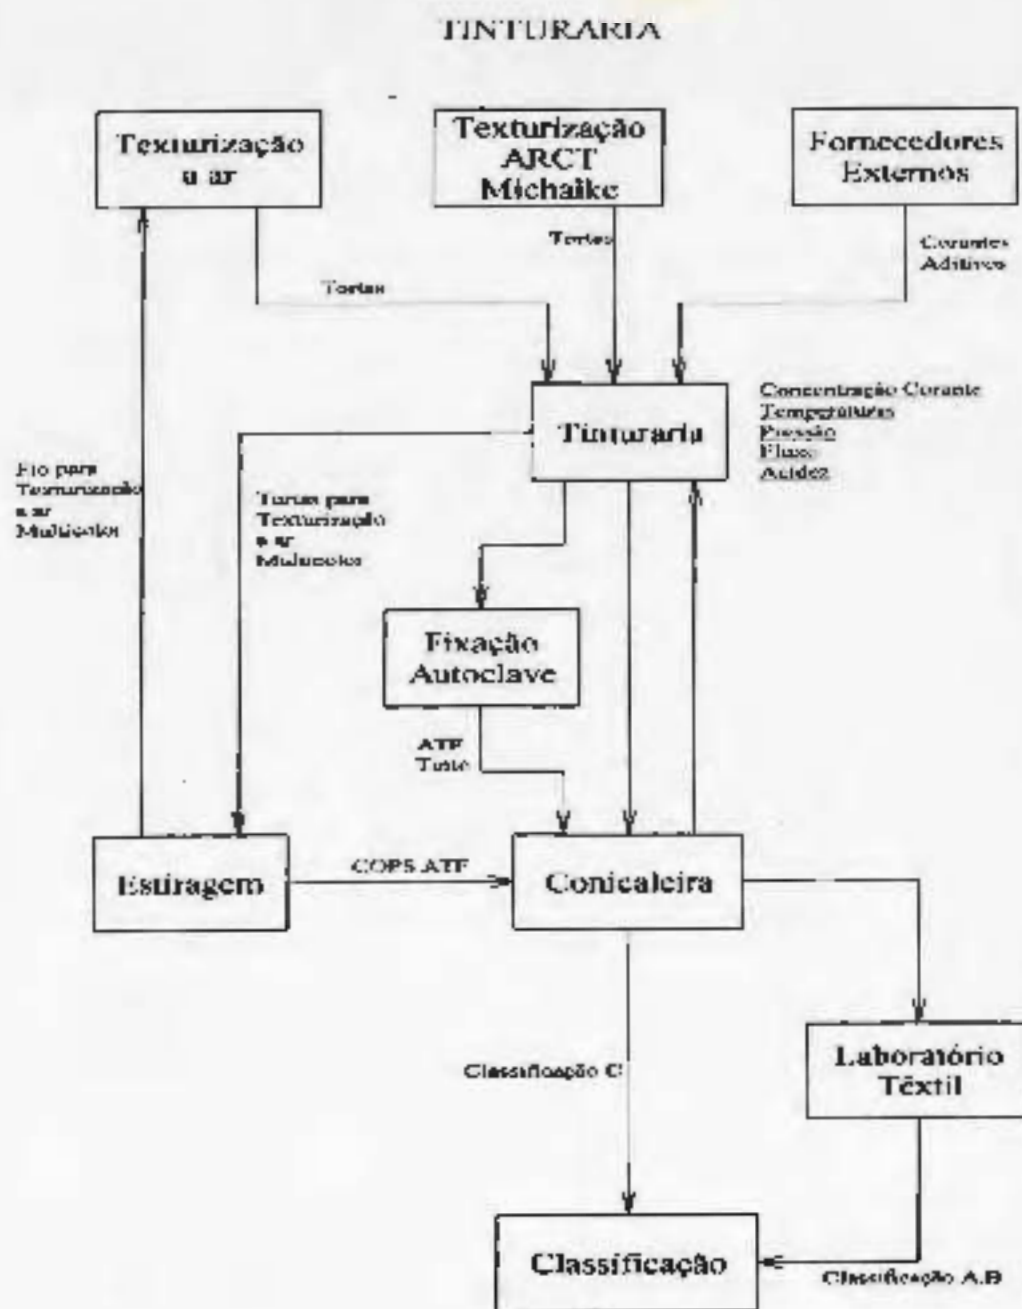 TINTURARIA
Texturização
a ar
Texturização
ARCT
Michaike
Fornecedores
Externos
Tortas
Tortas
Corantes
Aditivos
Tinturaria
Concentração Corante
Temperaturas
Pressão
Fluxo
Acidez
Fio para
Texturização
a ar
Multicolor
Tortas para
Texturização
a ar
Multicolor
Fixação
Autoclave
ATF
Tinto
Estiragem
COPS ATF
Conicaleira
Classificação C
Laboratório
Têxtil
Classificação
Classificação A.B